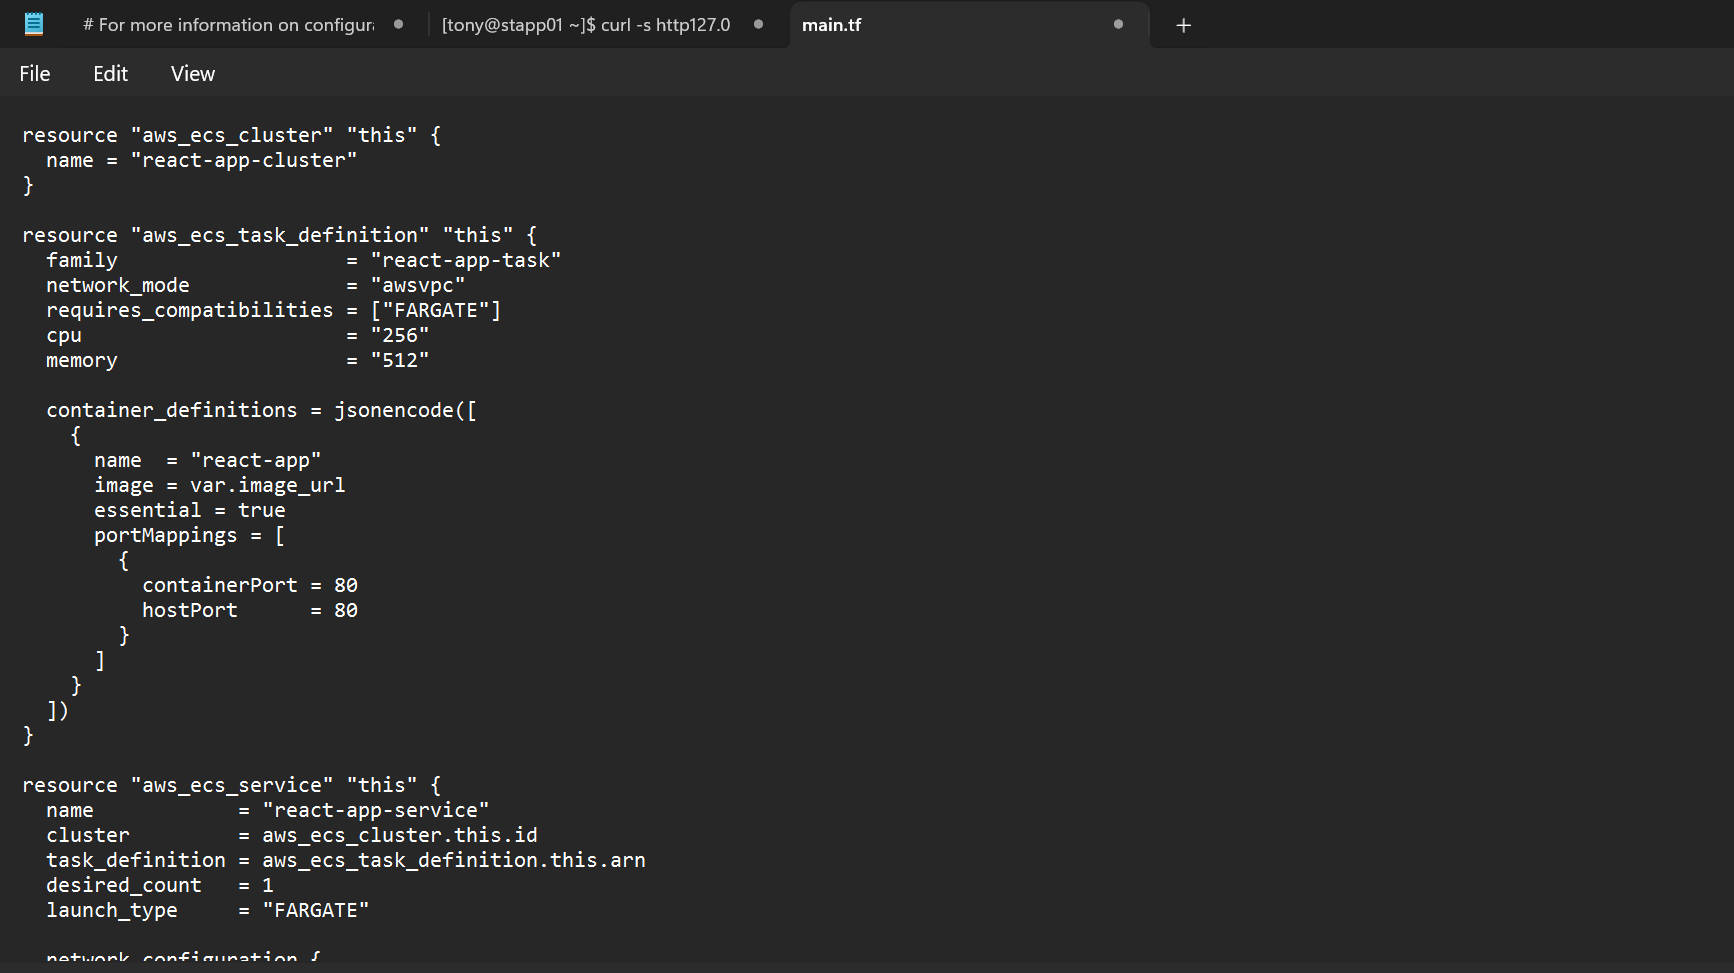 # For more information on configur
[tony@stapp01 ~]$ curl -s http127.0
main.tf
File Edit View
resource "aws_ecs_cluster" "this" {
  name = "react-app-cluster"
}

resource "aws_ecs_task_definition" "this" {
  family                   = "react-app-task"
  network_mode             = "awsvpc"
  requires_compatibilities = ["FARGATE"]
  cpu                      = "256"
  memory                   = "512"

  container_definitions = jsonencode([
    {
      name  = "react-app"
      image = var.image_url
      essential = true
      portMappings = [
        {
          containerPort = 80
          hostPort      = 80
        }
      ]
    }
  ])
}

resource "aws_ecs_service" "this" {
  name            = "react-app-service"
  cluster         = aws_ecs_cluster.this.id
  task_definition = aws_ecs_task_definition.this.arn
  desired_count   = 1
  launch_type     = "FARGATE"

  network_configuration {